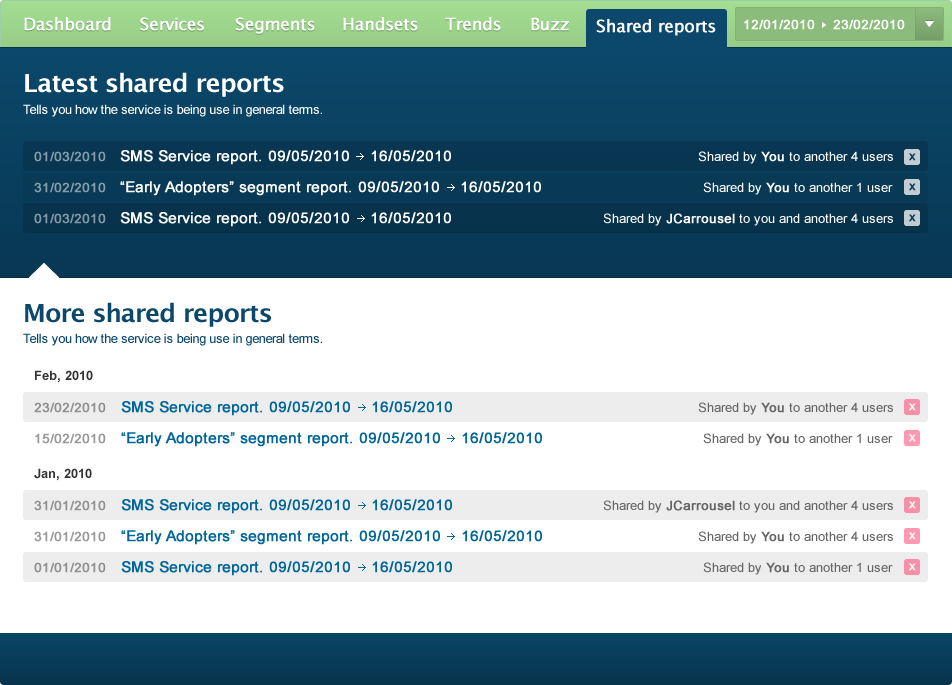 Dashboard Services Segments Handsets Trends Buzz Shared reports 12/01/2010 ▸ 23/02/2010
Latest shared reports
Tells you how the service is being use in general terms.
01/03/2010 SMS Service report. 09/05/2010 → 16/05/2010 Shared by You to another 4 users x
31/02/2010 “Early Adopters” segment report. 09/05/2010 → 16/05/2010 Shared by You to another 1 user x
01/03/2010 SMS Service report. 09/05/2010 → 16/05/2010 Shared by JCarrousel to you and another 4 users x
More shared reports
Tells you how the service is being use in general terms.
Feb, 2010
23/02/2010 SMS Service report. 09/05/2010 → 16/05/2010 Shared by You to another 4 users x
15/02/2010 “Early Adopters” segment report. 09/05/2010 → 16/05/2010 Shared by You to another 1 user x
Jan, 2010
31/01/2010 SMS Service report. 09/05/2010 → 16/05/2010 Shared by JCarrousel to you and another 4 users x
31/01/2010 “Early Adopters” segment report. 09/05/2010 → 16/05/2010 Shared by You to another 4 users x
01/01/2010 SMS Service report. 09/05/2010 → 16/05/2010 Shared by You to another 1 user x